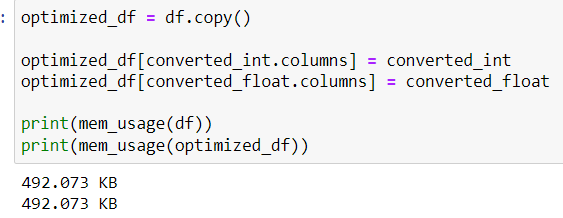 :
optimized_df = df.copy()
optimized_df[converted_int.columns] = converted_int
optimized_df[converted_float.columns] = converted_float
print(mem_usage(df))
print(mem_usage(optimized_df))
492.073 KB
492.073 KB